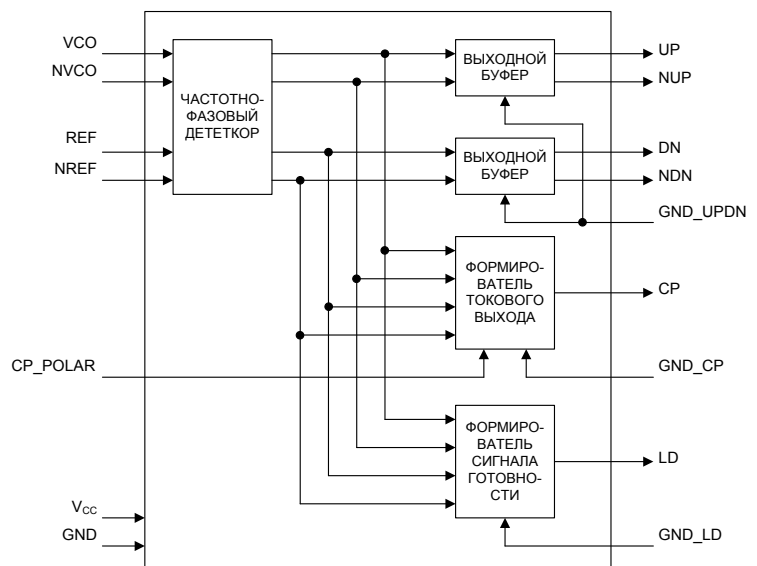 VCO
NVCO
REF
NREF
CP_POLAR
VCC
GND
ЧАСТОТНО-
ФАЗОВЫЙ
ДЕТЕТКОР
ВЫХОДНОЙ
БУФЕР
ВЫХОДНОЙ
БУФЕР
ФОРМИРО-
ВАТЕЛЬ
ТОКОВОГО
ВЫХОДА
ФОРМИРО-
ВАТЕЛЬ
СИГНАЛА
ГОТОВНО-
СТИ
UP
NUP
DN
NDN
GND_UPDN
CP
GND_CP
LD
GND_LD